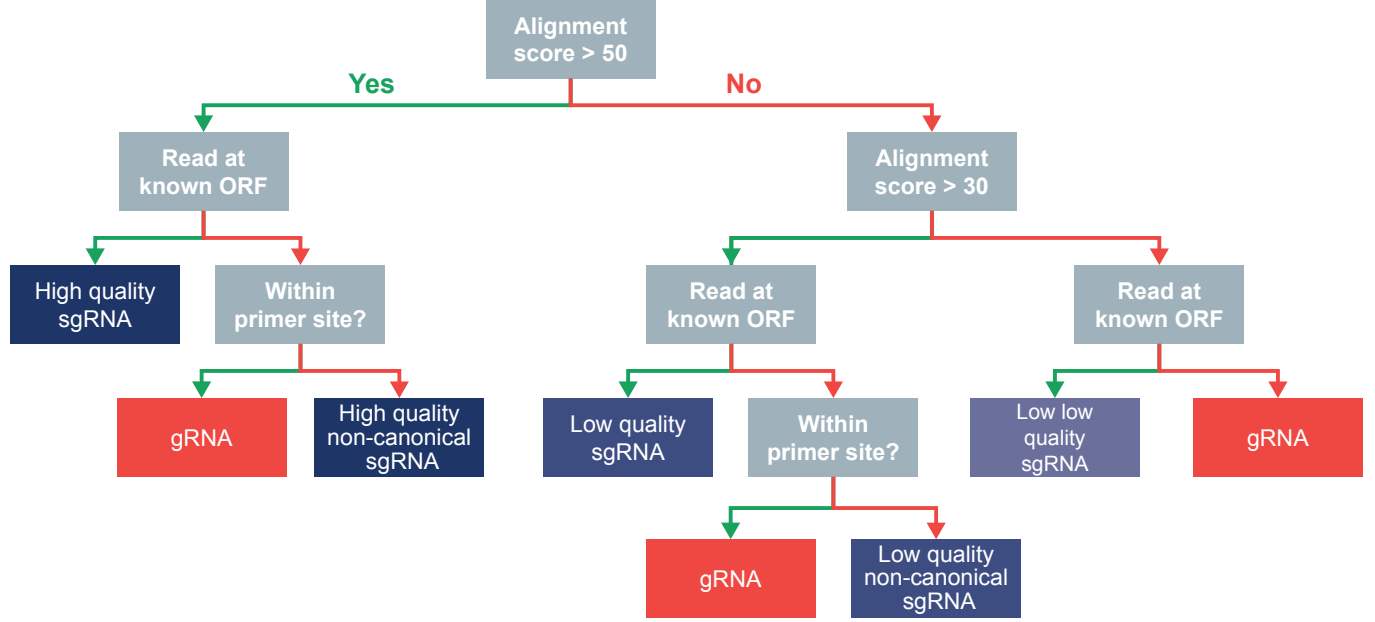 Alignment
score > 50
Yes
No
Read at
known ORF
Alignment
score > 30
High quality
sgRNA
Within
primer site?
Read at
known ORF
Read at
known ORF
gRNA
High quality
non-canonical
sgRNA
Low quality
sgRNA
Within
primer site?
Low low
quality
sgRNA
gRNA
gRNA
Low quality
non-canonical
sgRNA